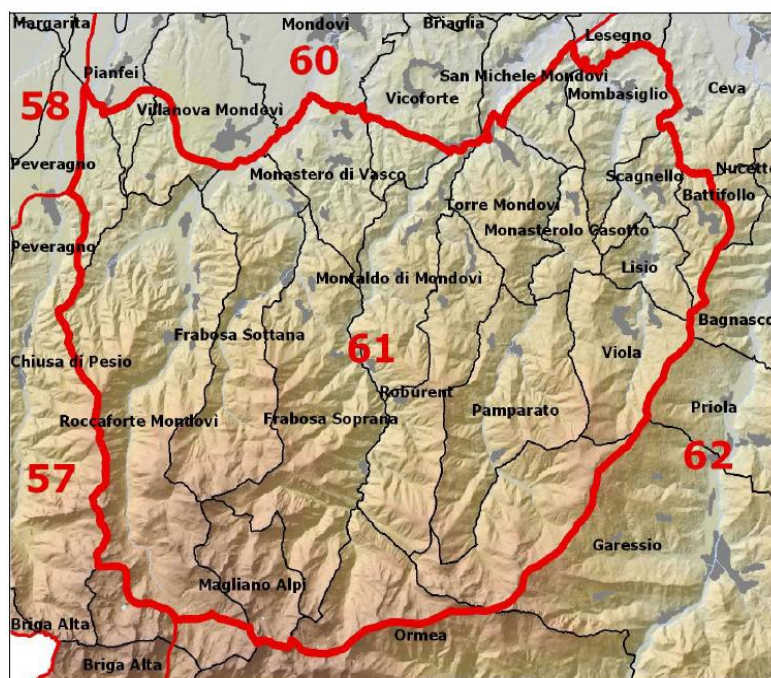 Margarita
Mondovì
Briaglia
Lesegno
60
Pianfei
San Michele Mondovì
58
Villanova Mondovì
Vicoforte
Mombasiglio
Ceva
Peveragno
Monastero di Vasco
Scagnello
Nucetto
Battifollo
Torre Mondovì
Peveragno
Monasterolo Casotto
Lisio
Montaldo di Mondovì
Bagnasco
Frabosa Sottana
61
Viola
Chiusa di Pesio
Roburent
Roccaforte Mondovì
Frabosa Soprana
Pamparato
Priola
57
62
Garessio
Magliano Alpi
Briga Alta
Ormea
Briga Alta